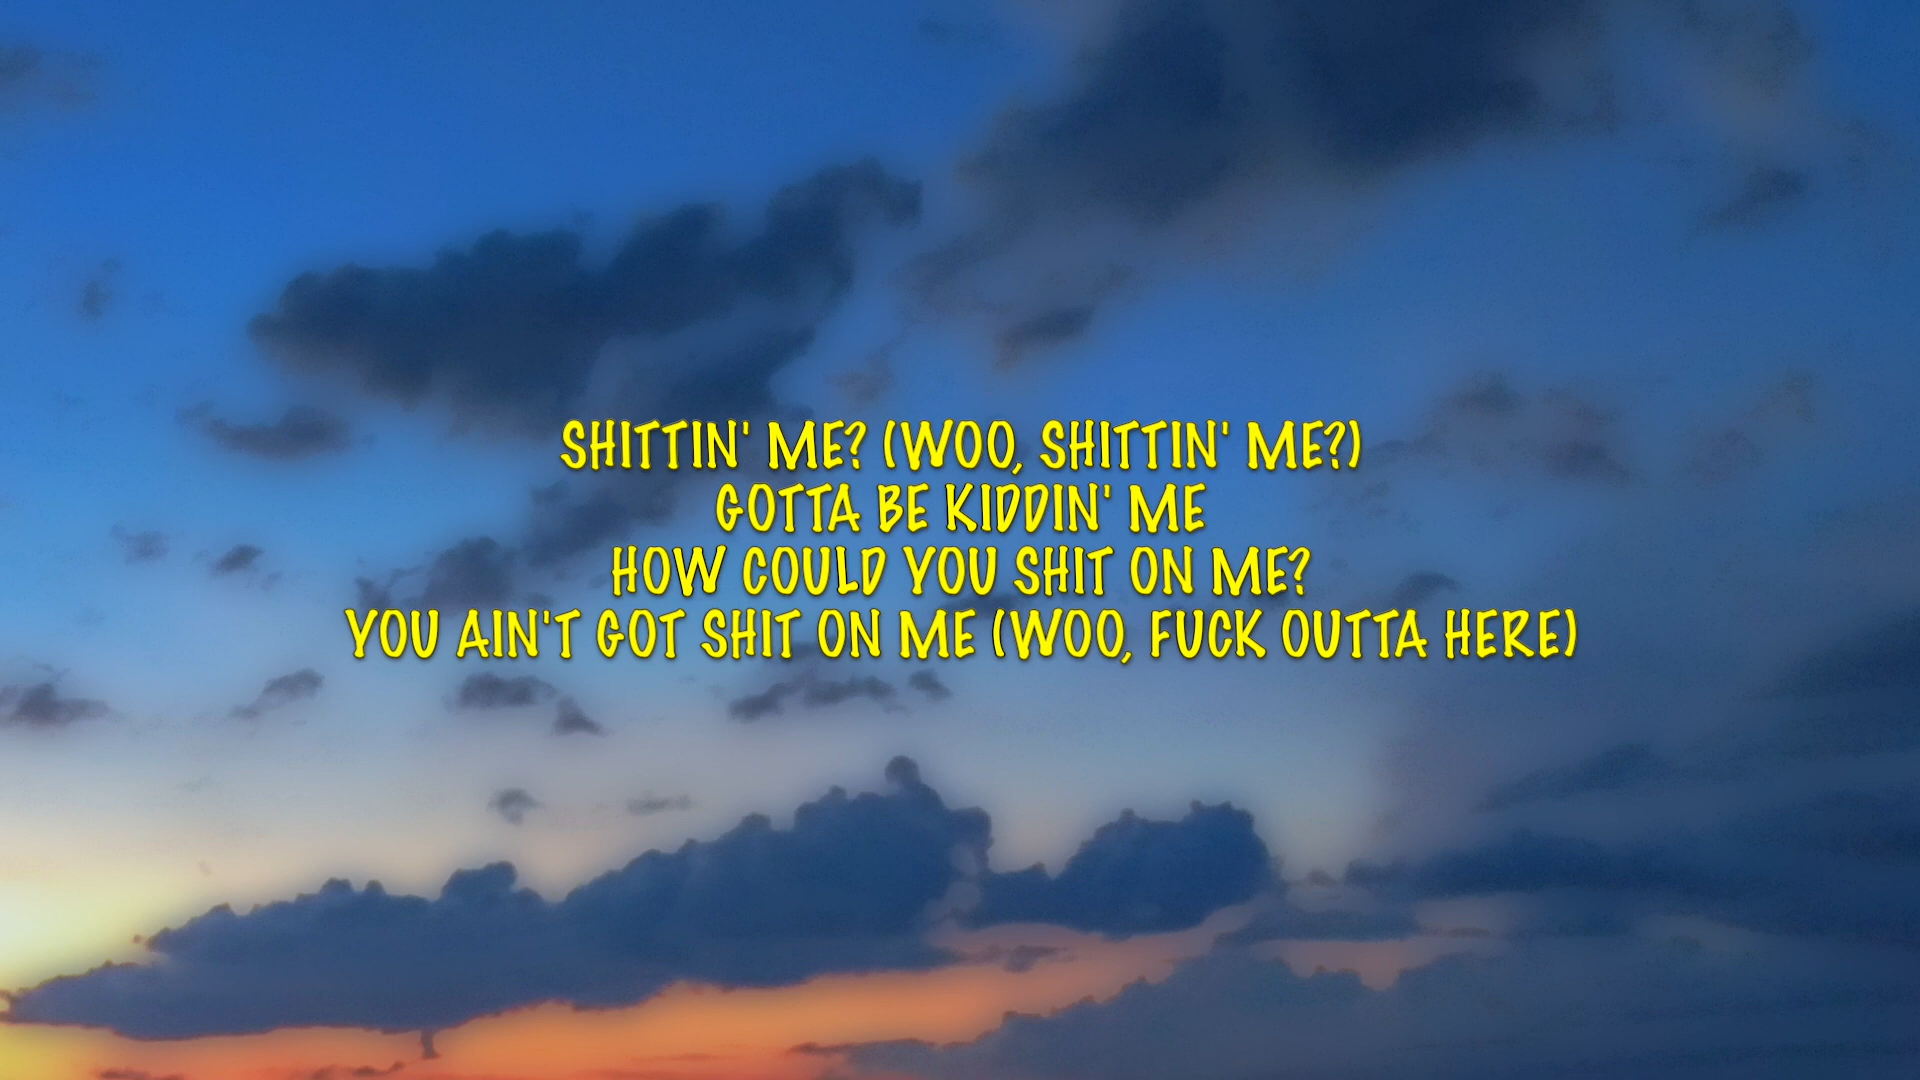 SHITTIN' ME? (WOO, SHITTIN' ME?)
GOTTA BE KIDDIN' ME
HOW COULD YOU SHIT ON ME?
YOU AIN'T GOT SHIT ON ME (WOO, FUCK OUTTA HERE)